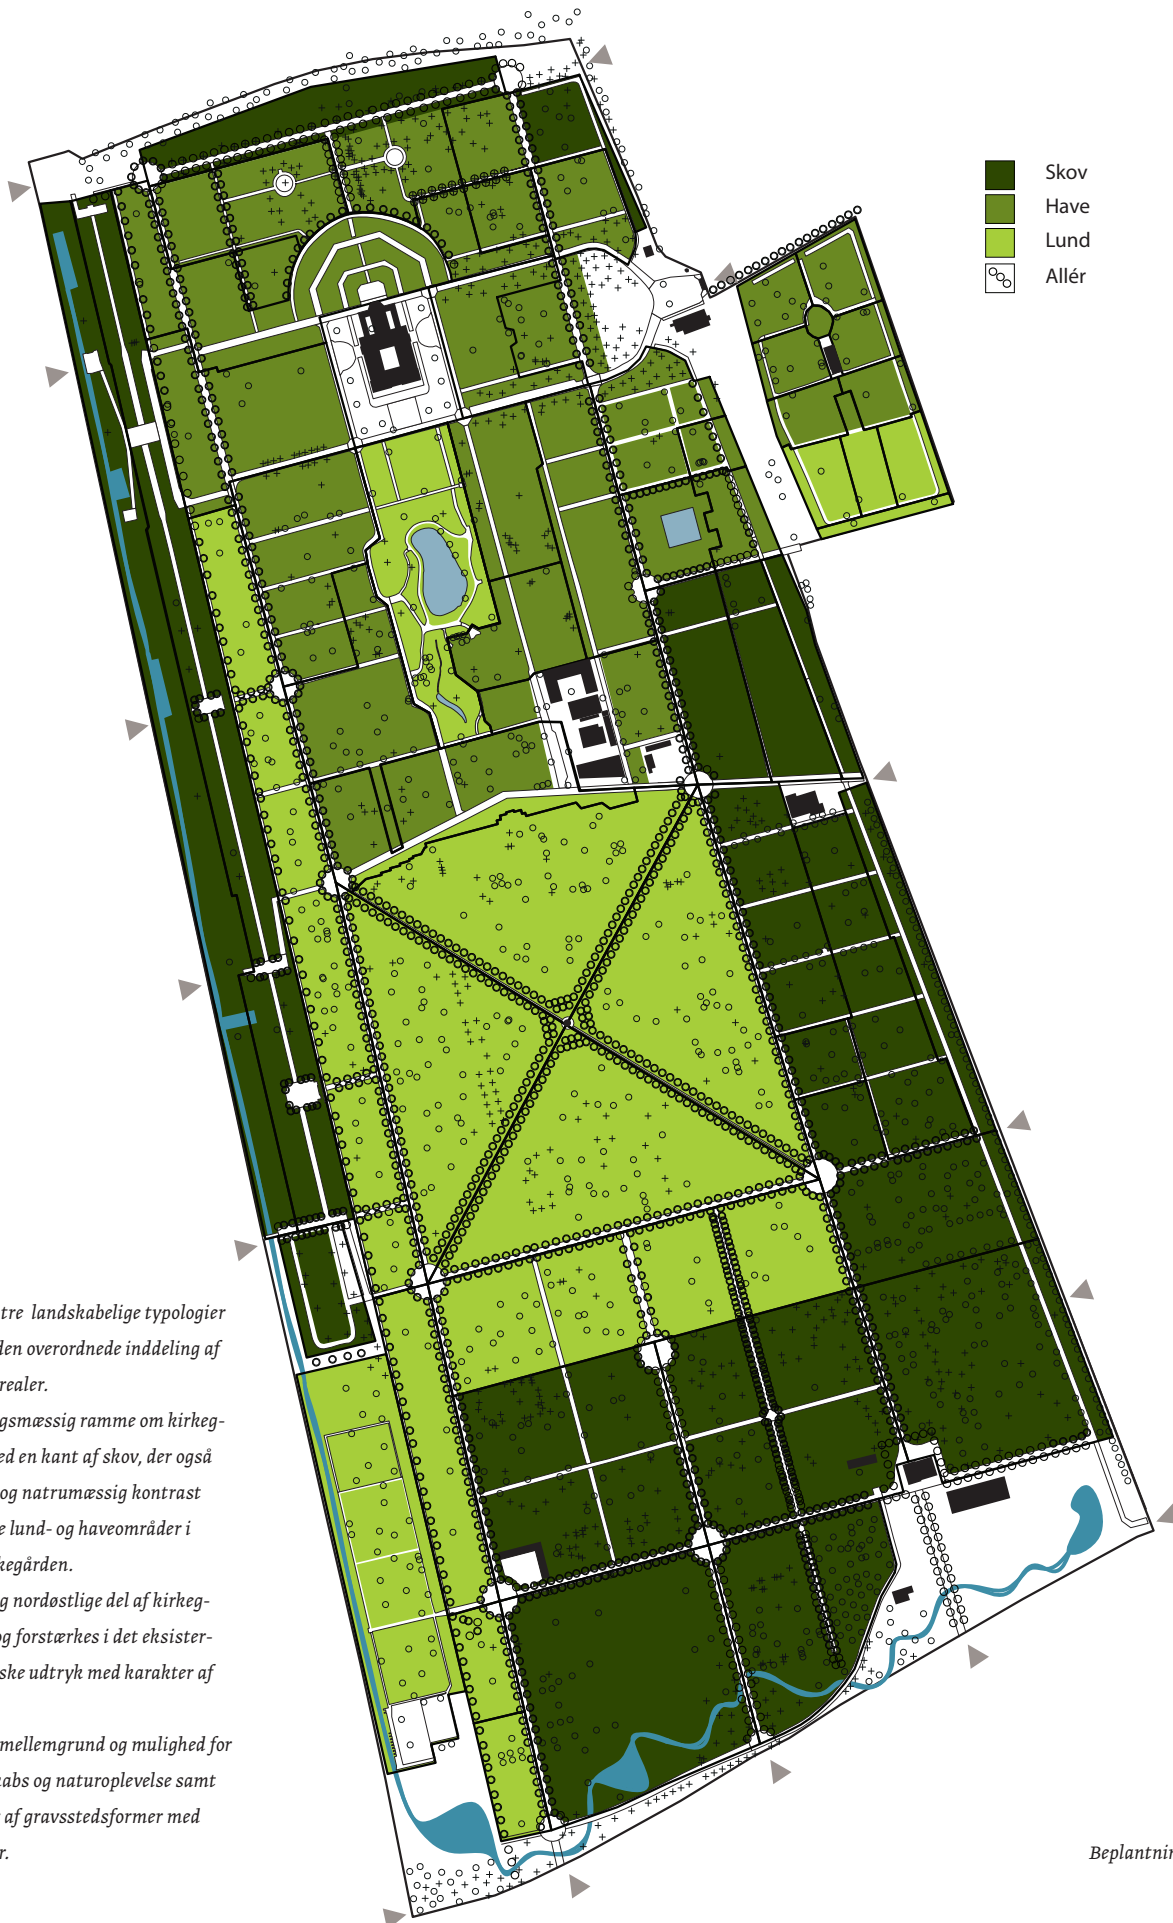 Skov
Have
Lund
Allér
tre landskabelige typologier
den overordnede inddeling af
realer.
gsmæssig ramme om kirkeg-
ed en kant af skov, der også
og natrumæssig kontrast
e lund- og haveområder i
kegården.
g nordøstlige del af kirkeg-
og forstærkes i det eksister-
ske udtryk med karakter af
mellemgrund og mulighed for
abs og naturoplevelse samt
af gravsstedsformer med
r.
Beplantnin